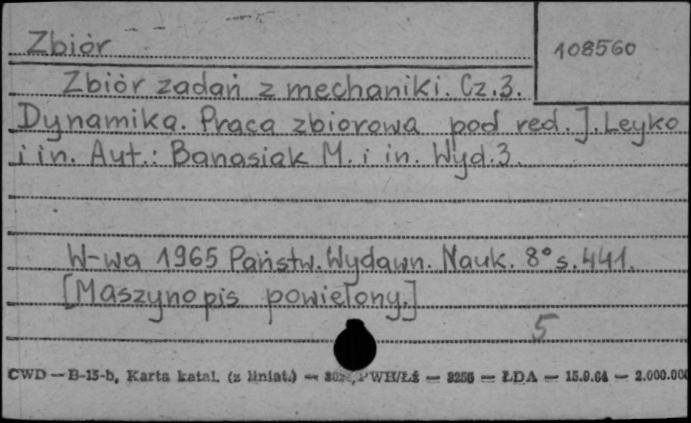 Zbiór
108560
Zbiór zadań z mechaniki. Cz.3.
Dynamika. Praca zbiorowa pod red. J. Leyko
i in. Aut.: Banasiak M. i in. Wyd.3.
W-wa 1965 Państw. Wydawn. Nauk. 8° s. 441.
[Maszynopis powielony.]
5
CWD — B-15-b, Karta katal. (z liniat.) — PWH/Łś — 3256 — ŁDA — 15.9.64 — 2.000.000